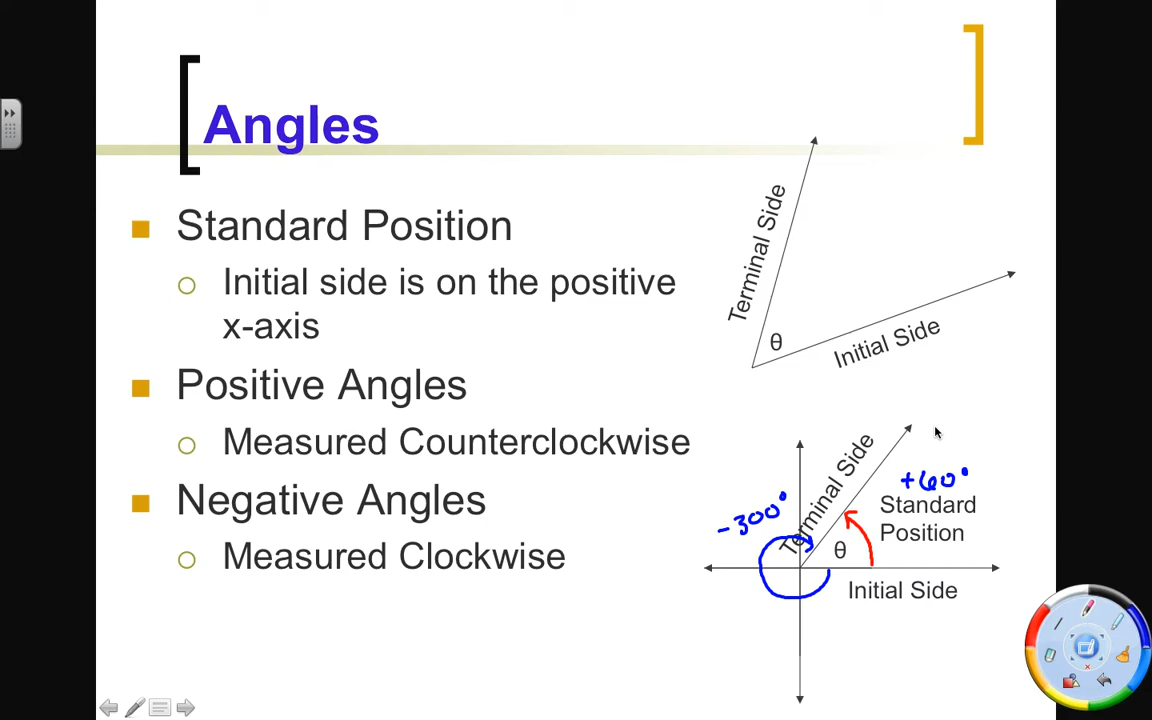 Angles
Standard Position
Initial side is on the positive
x-axis
Positive Angles
Measured Counterclockwise
Negative Angles
Measured Clockwise
Terminal Side
θ
Initial Side
Terminal Side
+60°
-300°
Standard
Position
θ
Initial Side